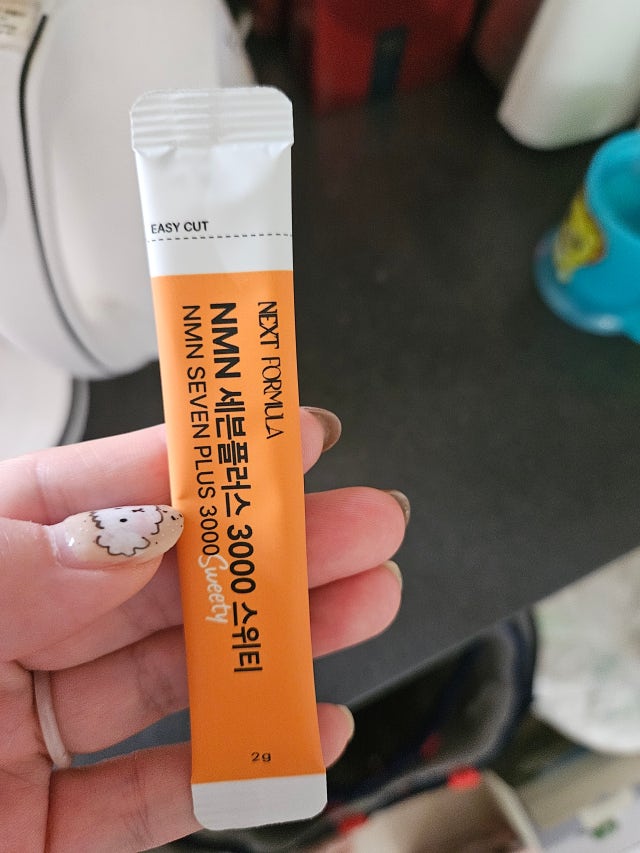 EASY CUT
NEXT FORMULA
NMN 세븐플러스 3000 스위티
NMN SEVEN PLUS 3000
Sweety
2g